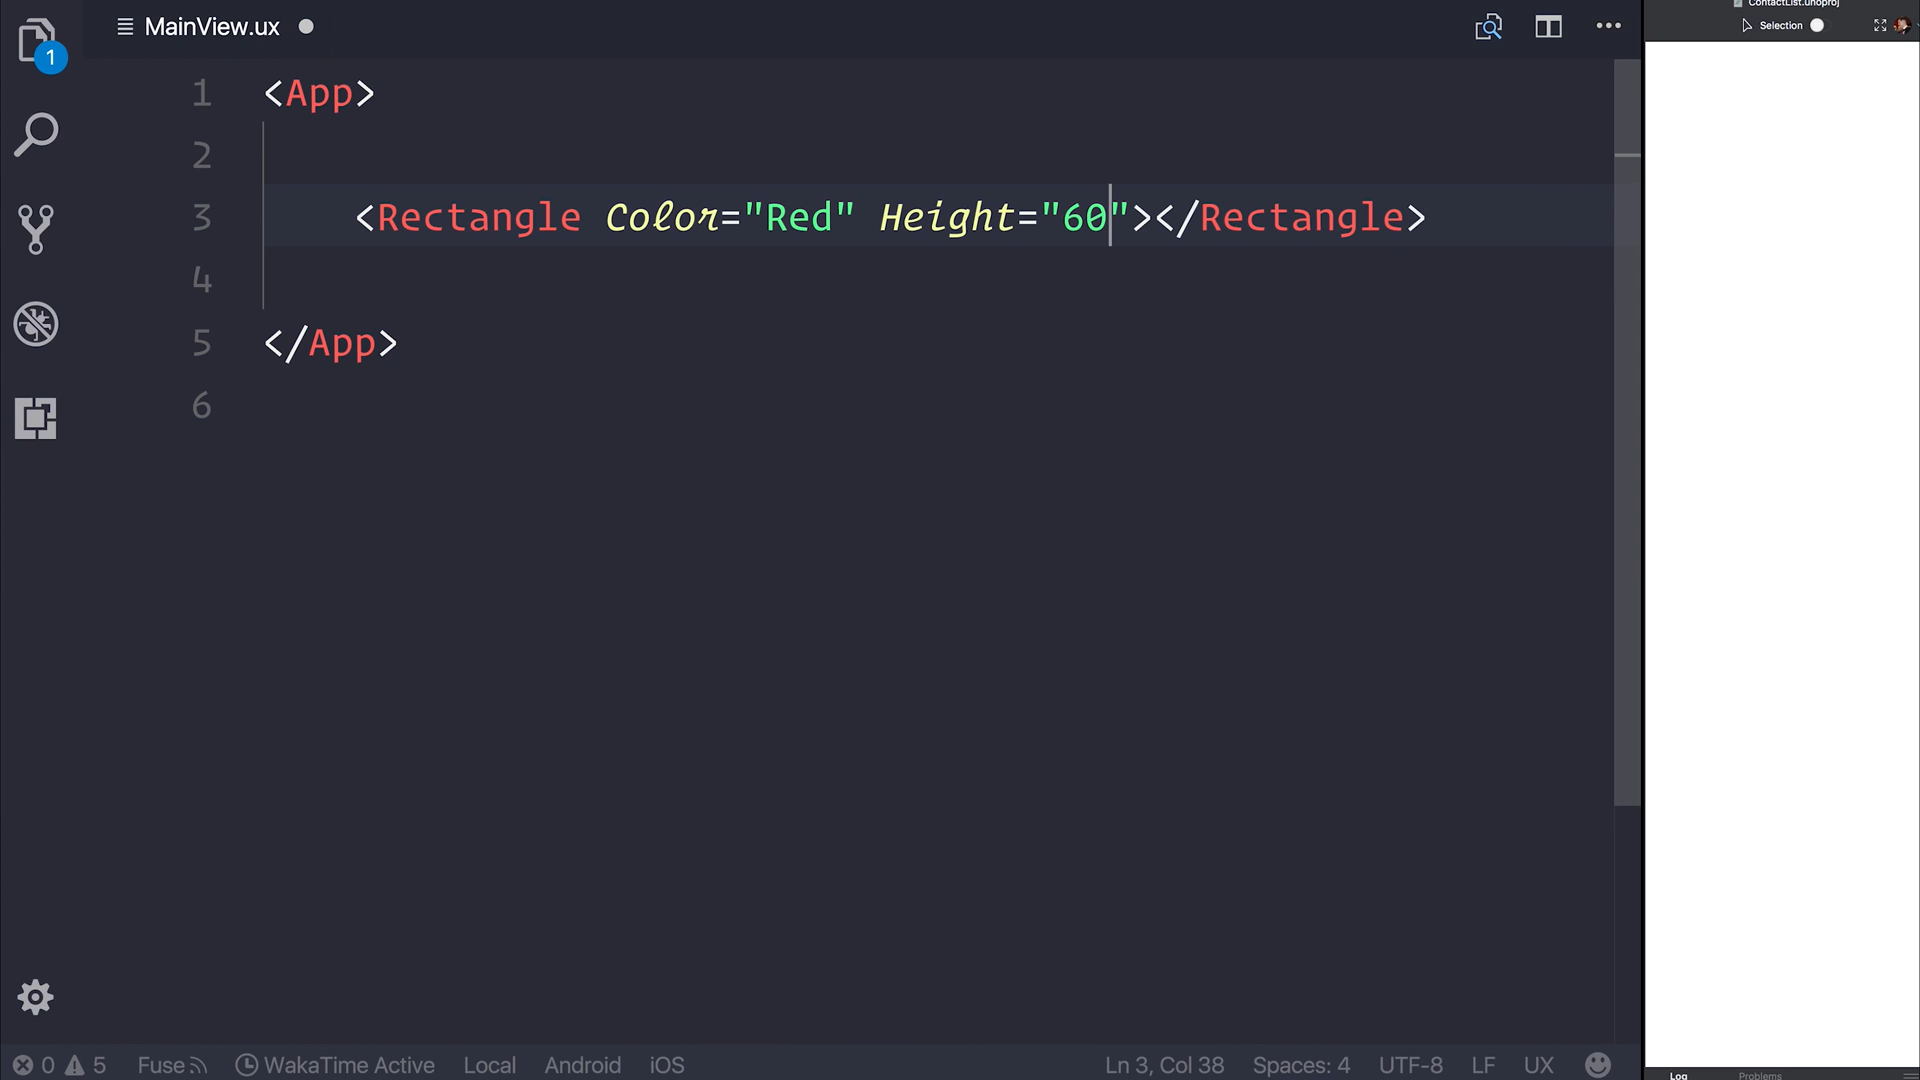 MainView.ux
ContactList.unoproj
Selection
1
1 <App>
2
3 <Rectangle Color="Red" Height="60"></Rectangle>
4
5 </App>
6
0 5 Fuse WakaTime Active Local Android iOS Ln 3, Col 38 Spaces: 4 UTF-8 LF UX
Log Problems